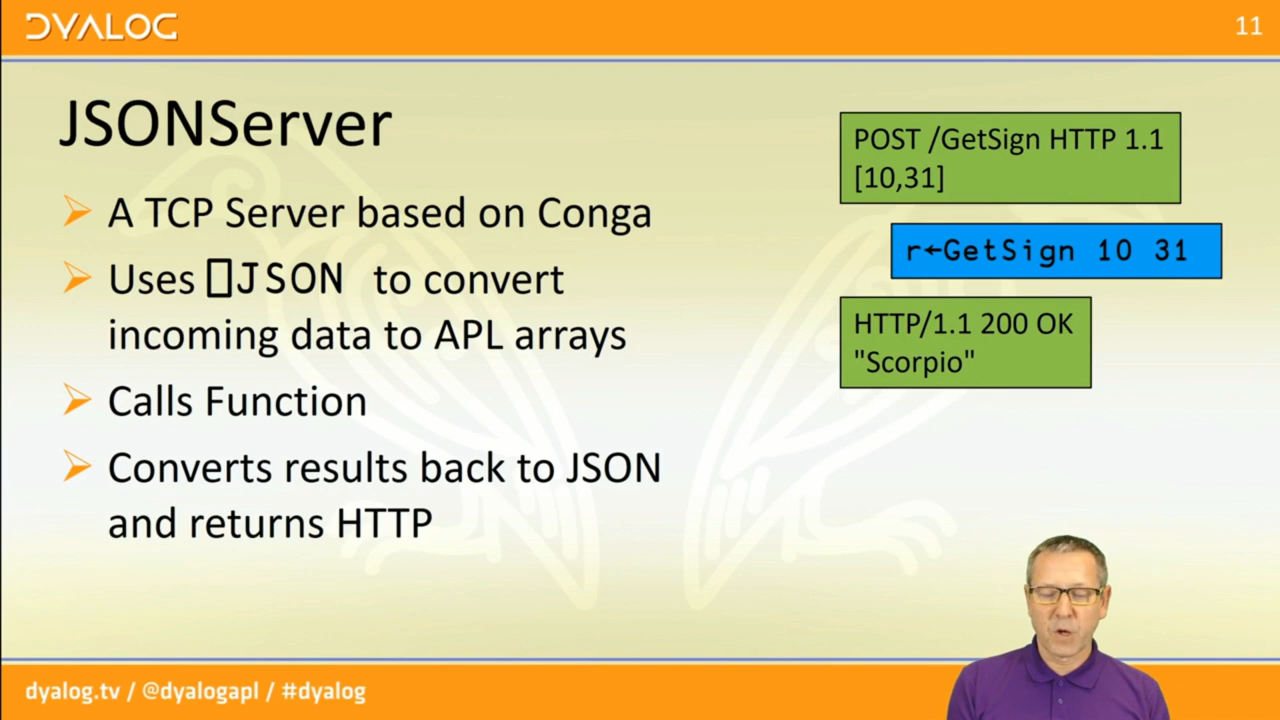 DYALOG
11
JSONServer
A TCP Server based on Conga
Uses ⎕JSON to convert
incoming data to APL arrays
Calls Function
Converts results back to JSON
and returns HTTP
POST /GetSign HTTP 1.1
[10,31]
r←GetSign 10 31
HTTP/1.1 200 OK
"Scorpio"
dyalog.tv / @dyalogapl / #dyalog